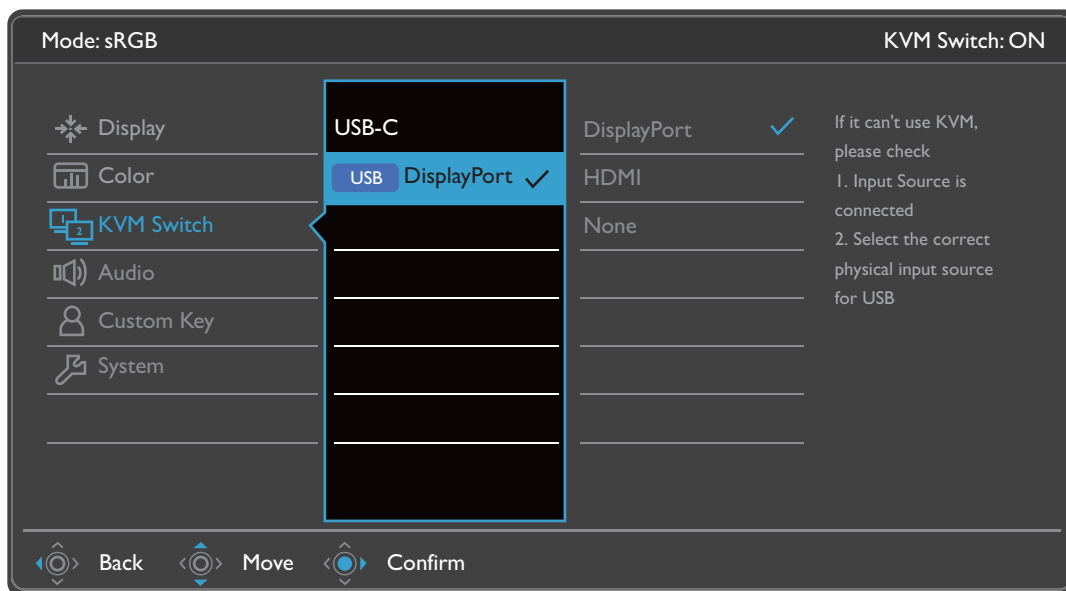 Mode: sRGB
KVM Switch: ON
Display
Color
1 2 KVM Switch
Audio
Custom Key
System
USB-C
USB DisplayPort
DisplayPort
HDMI
None
If it can't use KVM,
please check
1. Input Source is
connected
2. Select the correct
physical input source
for USB
Back Move Confirm